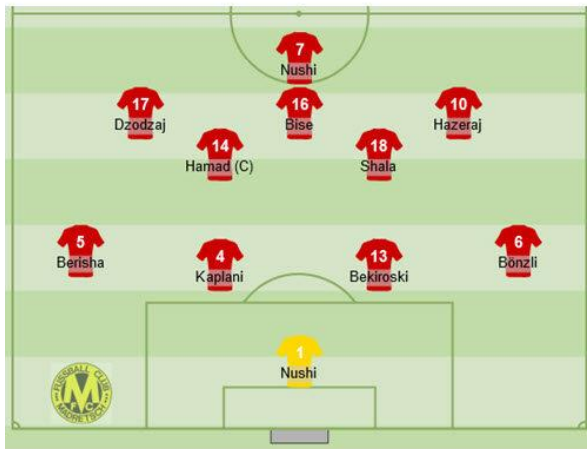 7
Nushi
17
Dzodzaj
16
Bise
10
Hazeraj
14
Hamad (C)
18
Shala
5
Berisha
4
Kaplani
13
Bekiroski
6
Bönzli
1
Nushi
FUSSBALL CLUB
M
F C
MADRETSCH